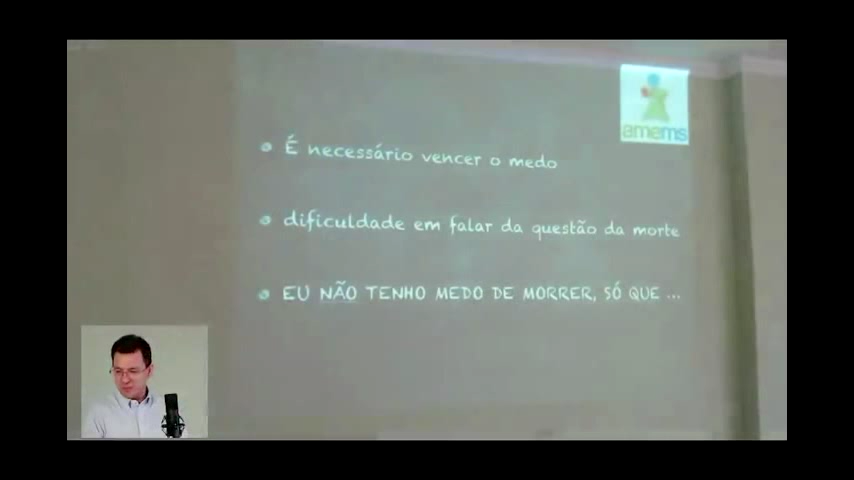 amems
É necessário vencer o medo
dificuldade em falar da questão da morte
EU NÃO TENHO MEDO DE MORRER, SÓ QUE ...